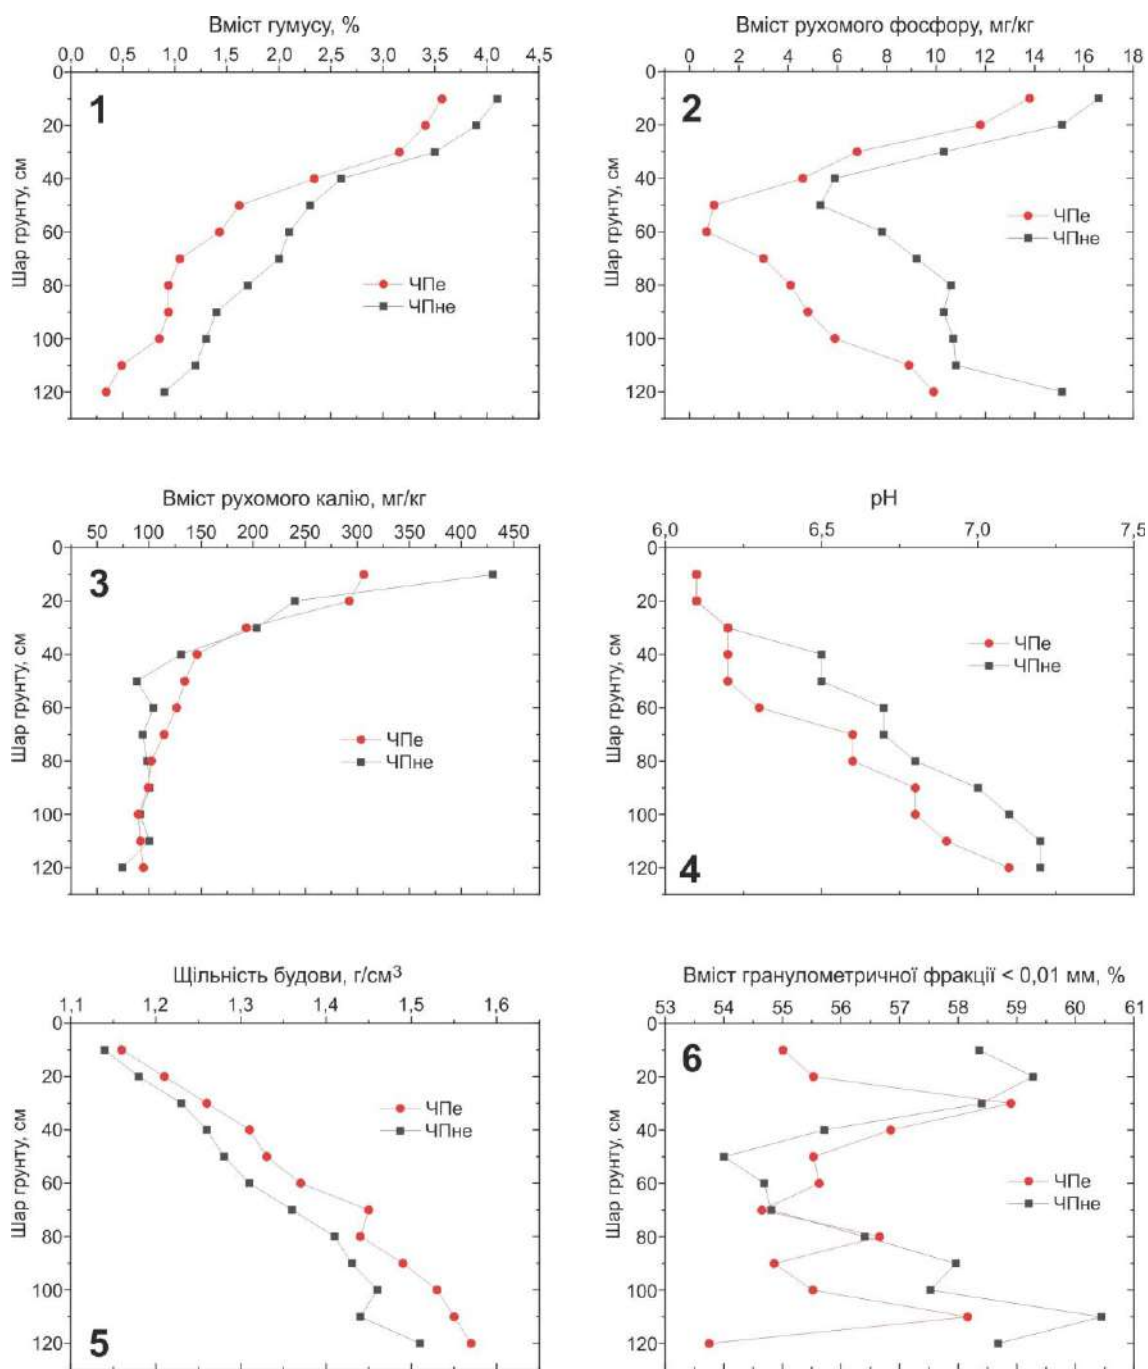 Вміст гумусу, %
0,0 0,5 1,0 1,5 2,0 2,5 3,0 3,5 4,0 4,5
0
20
40
60
80
100
120
Шар грунту, см
1
ЧПе
ЧПне
Вміст рухомого фосфору, мг/кг
2 4 6 8 10 12 14 16 18
0
20
40
60
80
100
120
Шар грунту, см
2
ЧПе
ЧПне
Вміст рухомого калію, мг/кг
50 100 150 200 250 300 350 400 450
0
20
40
60
80
100
120
Шар грунту, см
3
ЧПе
ЧПне
pH
6,0 6,5 7,0 7,5
0
20
40
60
80
100
120
Шар грунту, см
4
ЧПе
ЧПне
Щільність будови, г/см³
1,1 1,2 1,3 1,4 1,5 1,6
0
20
40
60
80
100
120
Шар грунту, см
5
ЧПе
ЧПне
Вміст гранулометричної фракції < 0,01 мм, %
53 54 55 56 57 58 59 60 61
0
20
40
60
80
100
120
Шар грунту, см
6
ЧПе
ЧПне